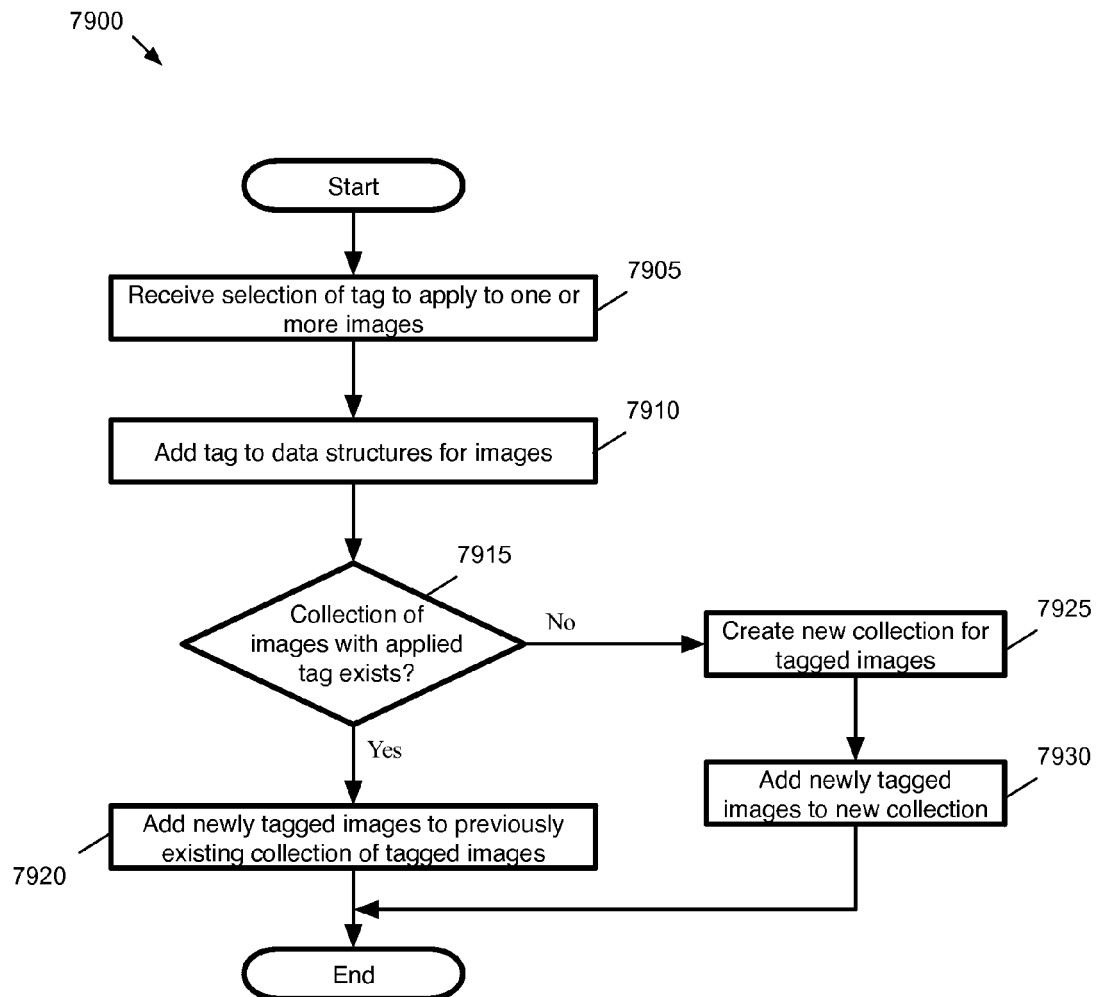 7900
Start
7905
Receive selection of tag to apply to one or
more images
7910
Add tag to data structures for images
7915
Collection of
images with applied
tag exists?
No
7925
Create new collection for
tagged images
Yes
7930
Add newly tagged
images to new collection
Add newly tagged images to previously
existing collection of tagged images
7920
End